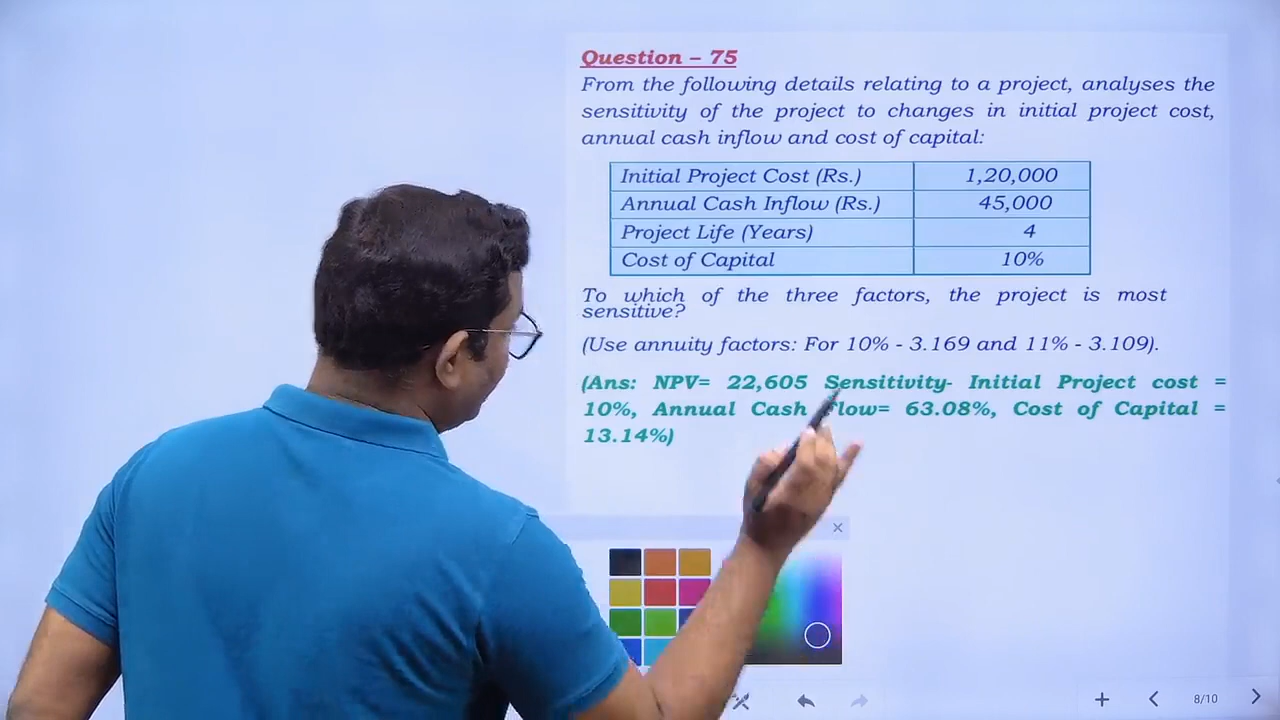 Question – 75
From the following details relating to a project, analyses the
sensitivity of the project to changes in initial project cost,
annual cash inflow and cost of capital:
Initial Project Cost (Rs.) 1,20,000
Annual Cash Inflow (Rs.) 45,000
Project Life (Years) 4
Cost of Capital 10%
To which of the three factors, the project is most
sensitive?
(Use annuity factors: For 10% - 3.169 and 11% - 3.109).
(Ans: NPV= 22,605 Sensitivity- Initial Project cost =
10%, Annual Cash Flow= 63.08%, Cost of Capital =
13.14%)
8/10